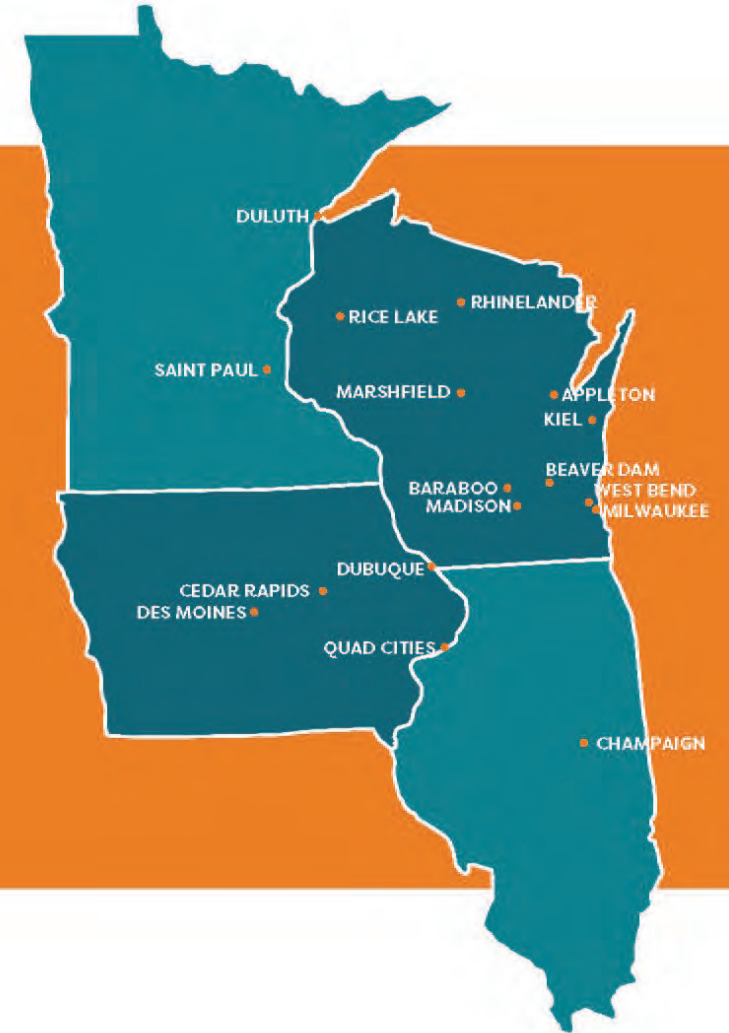 DULUTH
RHINELANDER
RICE LAKE
SAINT PAUL
MARSHFIELD
APPLETON
KIEL
BEAVER DAM
BARABOO
WEST BEND
MADISON
MILWAUKEE
DUBUQUE
CEDAR RAPIDS
DES MOINES
QUAD CITIES
CHAMPAIGN